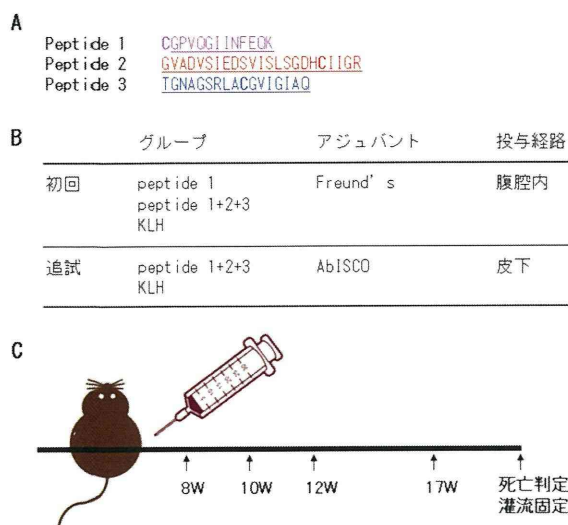 A
Peptide 1 CGPVQGIINFEQK
Peptide 2 GVADVSIEDSVISLSGDHCIIGR
Peptide 3 TGNAGSRLACGVIGIAQ
B
グループ アジュバント 投与経路
初回 peptide 1 Freund's 腹腔内
peptide 1+2+3
KLH
追試 peptide 1+2+3 AbISCO 皮下
KLH
C
8W 10W 12W 17W 死亡判定
灌流固定